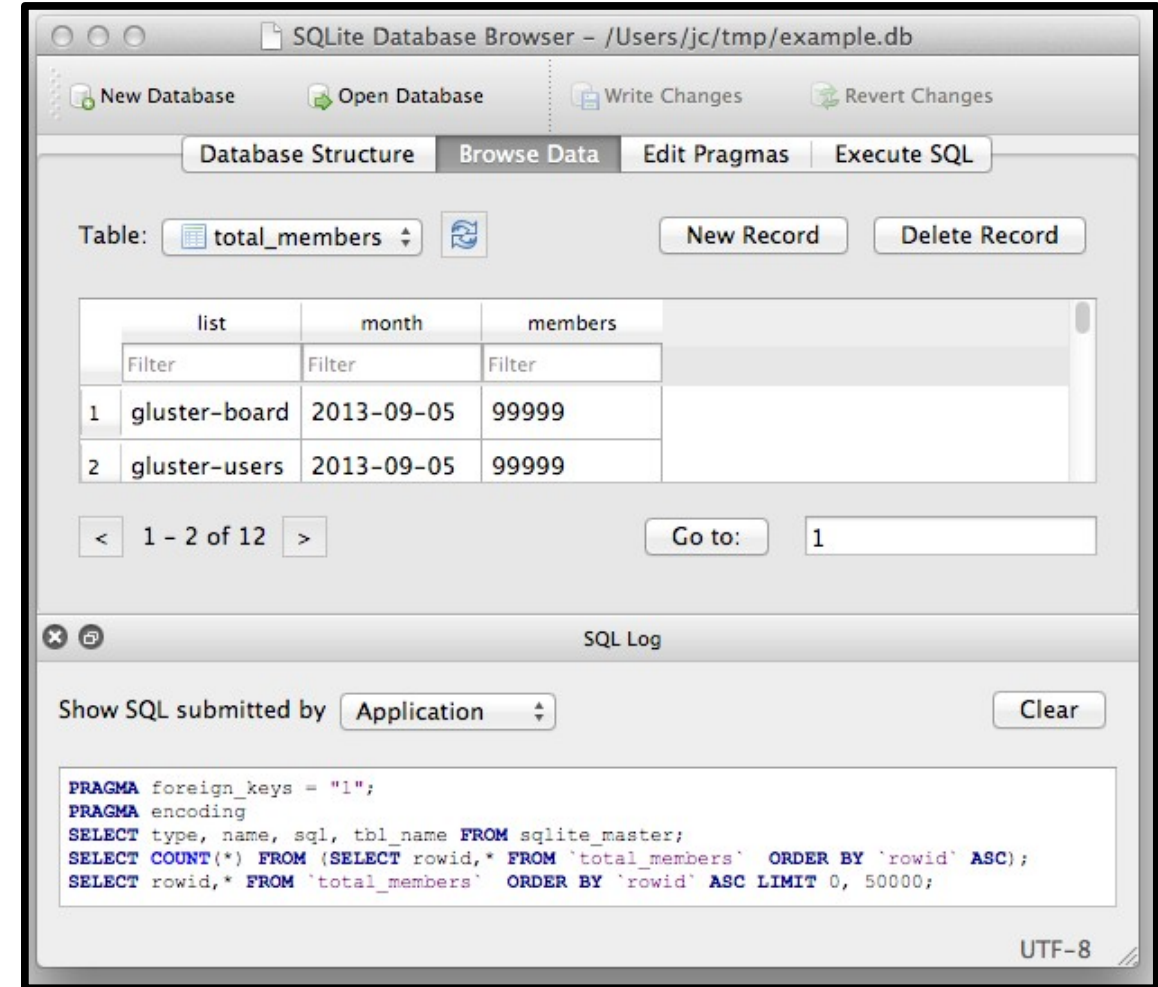 SQLite Database Browser – /Users/jc/tmp/example.db
New Database Open Database Write Changes Revert Changes
Database Structure Browse Data Edit Pragmas Execute SQL
Table: total_members New Record Delete Record
list month members
Filter Filter Filter
1 gluster-board 2013-09-05 99999
2 gluster-users 2013-09-05 99999
< 1 - 2 of 12 > Go to: 1
SQL Log
Show SQL submitted by Application Clear
PRAGMA foreign_keys = "1";
PRAGMA encoding
SELECT type, name, sql, tbl_name FROM sqlite_master;
SELECT COUNT(*) FROM (SELECT rowid,* FROM `total_members`  ORDER BY `rowid` ASC);
SELECT rowid,* FROM `total_members`  ORDER BY `rowid` ASC LIMIT 0, 50000;
UTF-8